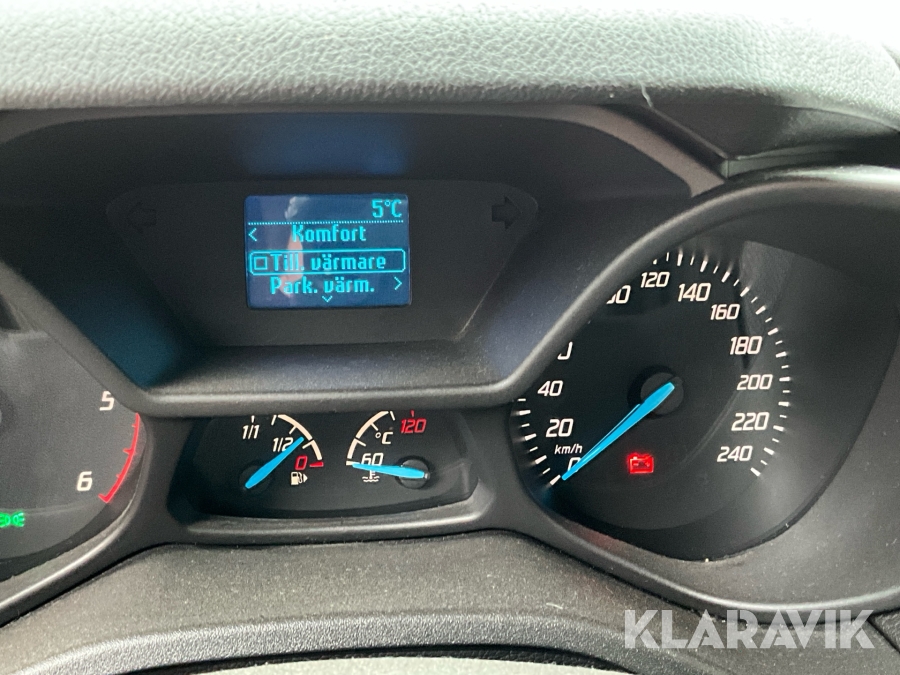 5°C
< Komfort
Till. värmare
Park. värm. >
5
6
1/1
1/2
0
°C
120
60
0
20
40
120
140
160
180
200
220
240
km/h
KLARAVIK